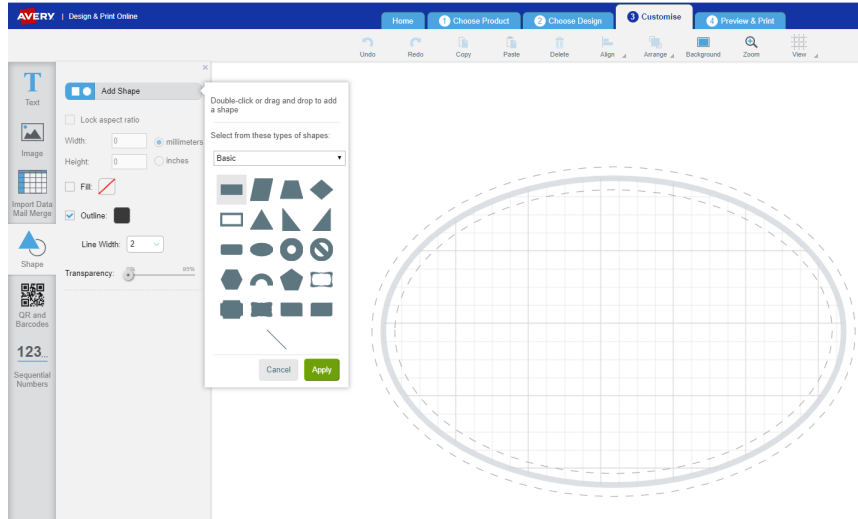 AVERY | Design & Print Online
Home
1 Choose Product
2 Choose Design
3 Customise
4 Preview & Print
Undo
Redo
Copy
Paste
Delete
Align
Arrange
Background
Zoom
View
Text
Image
Import Data
Mail Merge
Shape
QR and
Barcodes
123...
Sequential
Numbers
×
Add Shape
Lock aspect ratio
Width: 0 millimeters
Height: 0 inches
Fill:
Outline:
Line Width: 2
Transparency:
95%
Double-click or drag and drop to add
a shape
Select from these types of shapes:
Basic
Cancel
Apply